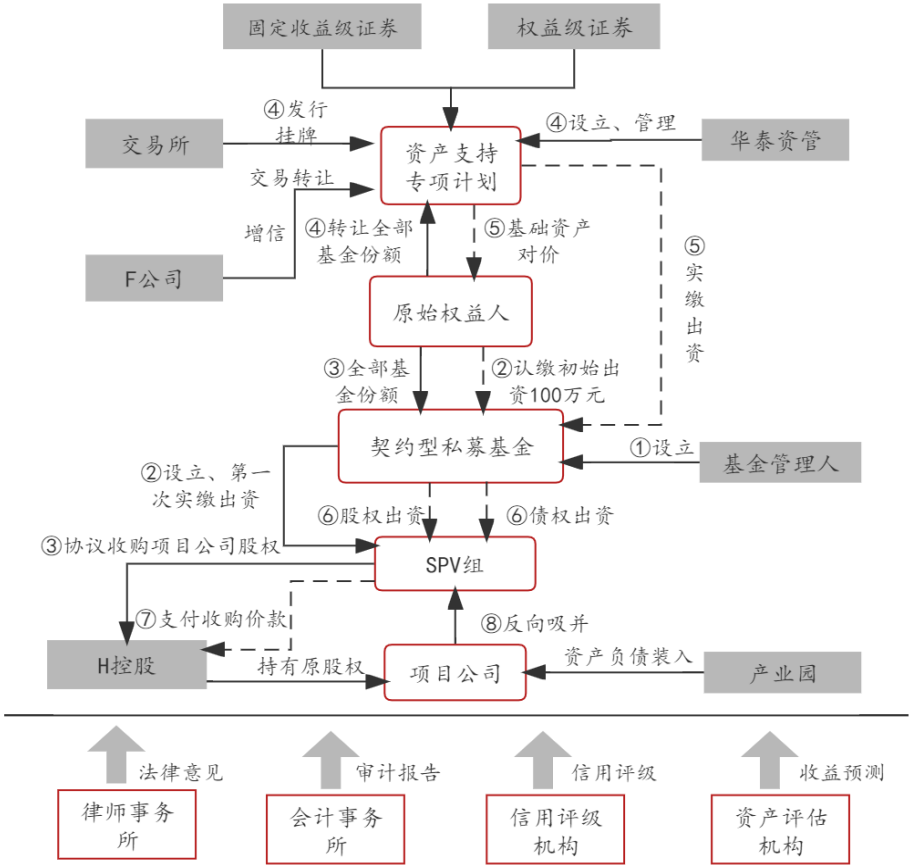 固定收益级证券
权益级证券
④发行
挂牌
④设立、管理
交易所
资产支持
专项计划
华泰资管
交易转让
增信
④转让全部
基金份额
⑤基础资产
对价
⑤
实
缴
出
资
F公司
原始权益人
③全部基
金份额
②认缴初始出
资100万元
契约型私募基金
①设立
基金管理人
②设立、第一
次实缴出资
⑥股权出资
⑥债权出资
③协议收购项目公司股权
SPV组
⑦支付收购价款
⑧反向吸并
H控股
持有原股权
项目公司
资产负债装入
产业园
法律意见
审计报告
信用评级
收益预测
律师事务
所
会计事务
所
信用评级
机构
资产评估
机构